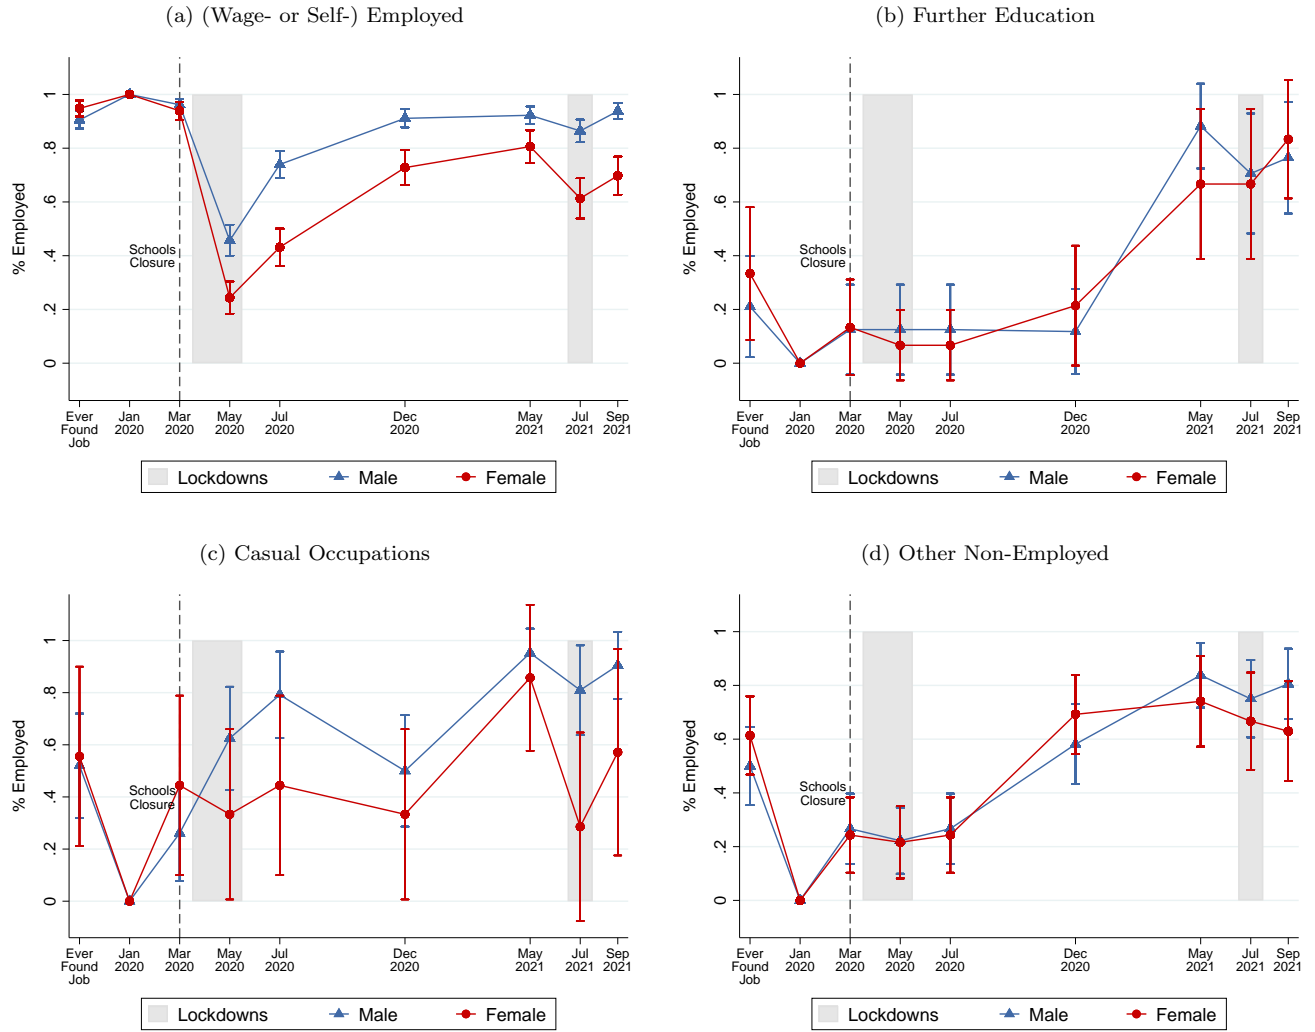 (a) (Wage- or Self-) Employed
% Employed
1
.8
.6
.4
.2
0
Schools
Closure
Ever
Found
Job
Jan
2020
Mar
2020
May
2020
Jul
2020
Dec
2020
May
2021
Jul
2021
Sep
2021
Lockdowns Male Female
(b) Further Education
% Employed
1
.8
.6
.4
.2
0
Schools
Closure
Ever
Found
Job
Jan
2020
Mar
2020
May
2020
Jul
2020
Dec
2020
May
2021
Jul
2021
Sep
2021
Lockdowns Male Female
(c) Casual Occupations
% Employed
1
.8
.6
.4
.2
0
Schools
Closure
Ever
Found
Job
Jan
2020
Mar
2020
May
2020
Jul
2020
Dec
2020
May
2021
Jul
2021
Sep
2021
Lockdowns Male Female
(d) Other Non-Employed
% Employed
1
.8
.6
.4
.2
0
Schools
Closure
Ever
Found
Job
Jan
2020
Mar
2020
May
2020
Jul
2020
Dec
2020
May
2021
Jul
2021
Sep
2021
Lockdowns Male Female